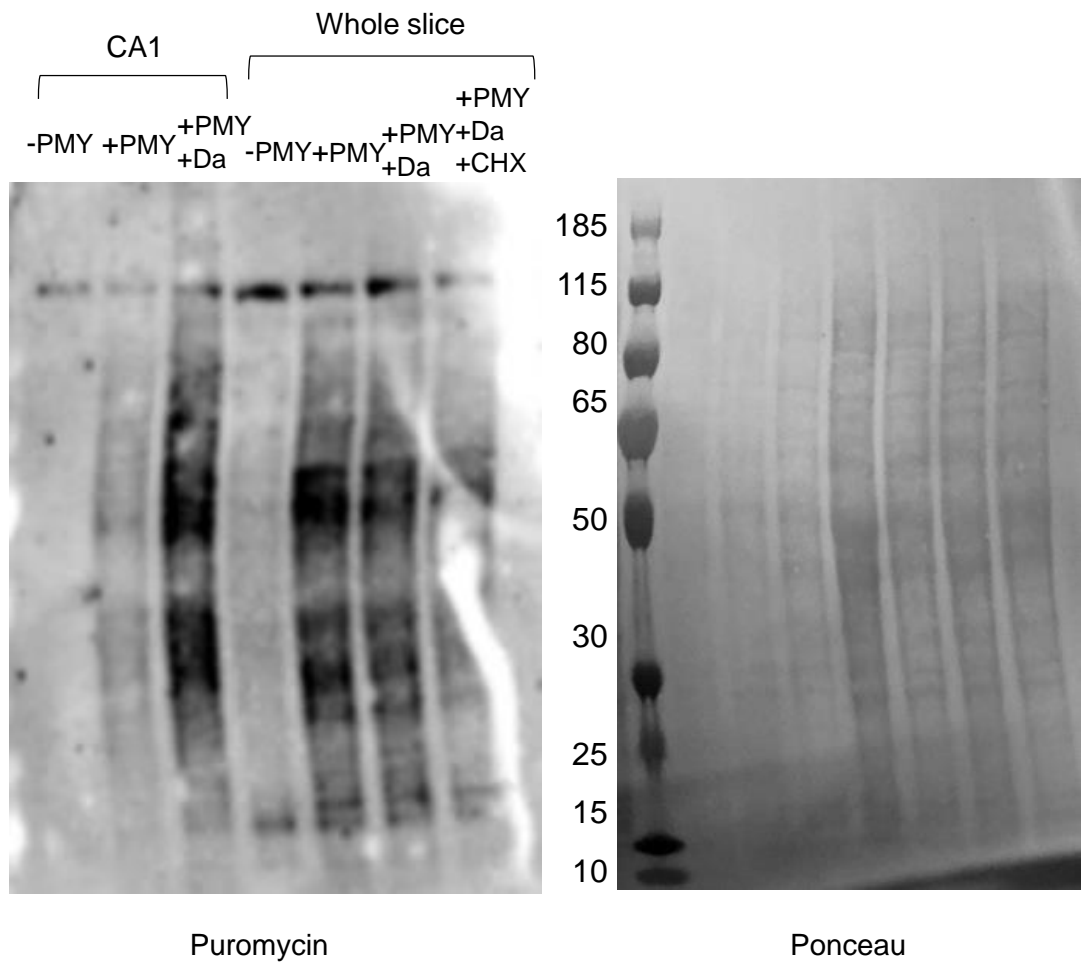 CA1
Whole slice
-PMY
+PMY
+PMY
+Da
-PMY
+PMY
+PMY
+Da
+PMY
+Da
+CHX
185
115
80
65
50
30
25
15
10
Puromycin
Ponceau